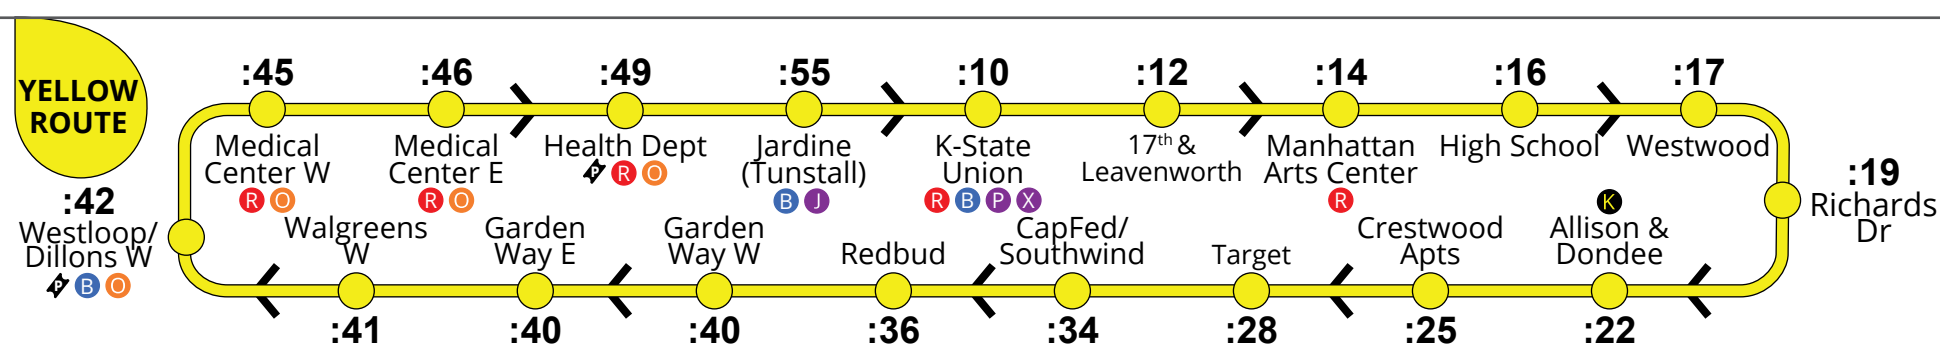 YELLOW
ROUTE
:45
:46
:49
:55
:10
:12
:14
:16
:17
Medical
Center W
R O
Medical
Center E
R O
Health Dept
P R O
Jardine
(Tunstall)
B J
K-State
Union
R B P X
17th &
Leavenworth
Manhattan
Arts Center
R
High School
Westwood
:19
Richards
Dr
:42
Westloop/
Dillons W
P B O
Walgreens
W
Garden
Way E
Garden
Way W
Redbud
CapFed/
Southwind
Target
Crestwood
Apts
K
Allison &
Dondee
:41
:40
:40
:36
:34
:28
:25
:22